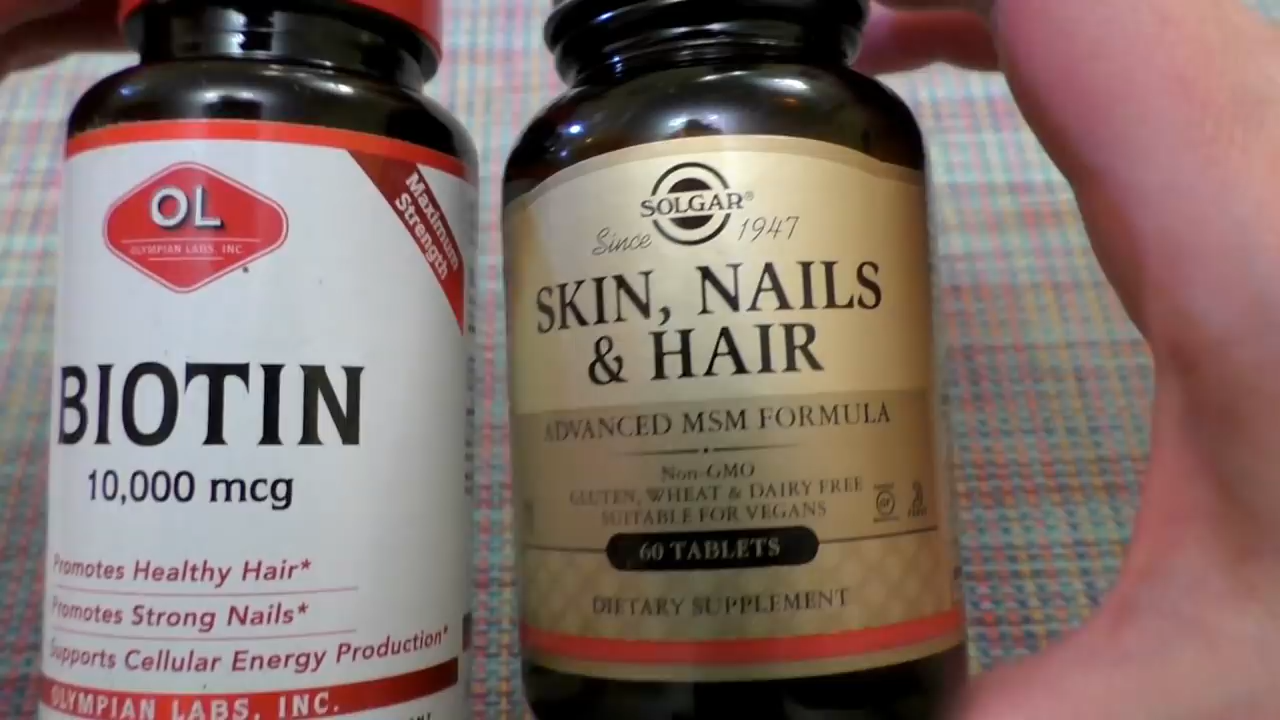 OL
OLYMPIAN LABS, INC
Maximum
Strength
BIOTIN
10,000 mcg
Promotes Healthy Hair*
Promotes Strong Nails*
Supports Cellular Energy Production*
OLYMPIAN LABS, INC.
SOLGAR®
Since 1947
SKIN, NAILS
& HAIR
ADVANCED MSM FORMULA
Non-GMO
GLUTEN, WHEAT & DAIRY FREE
SUITABLE FOR VEGANS
60 TABLETS
DIETARY SUPPLEMENT